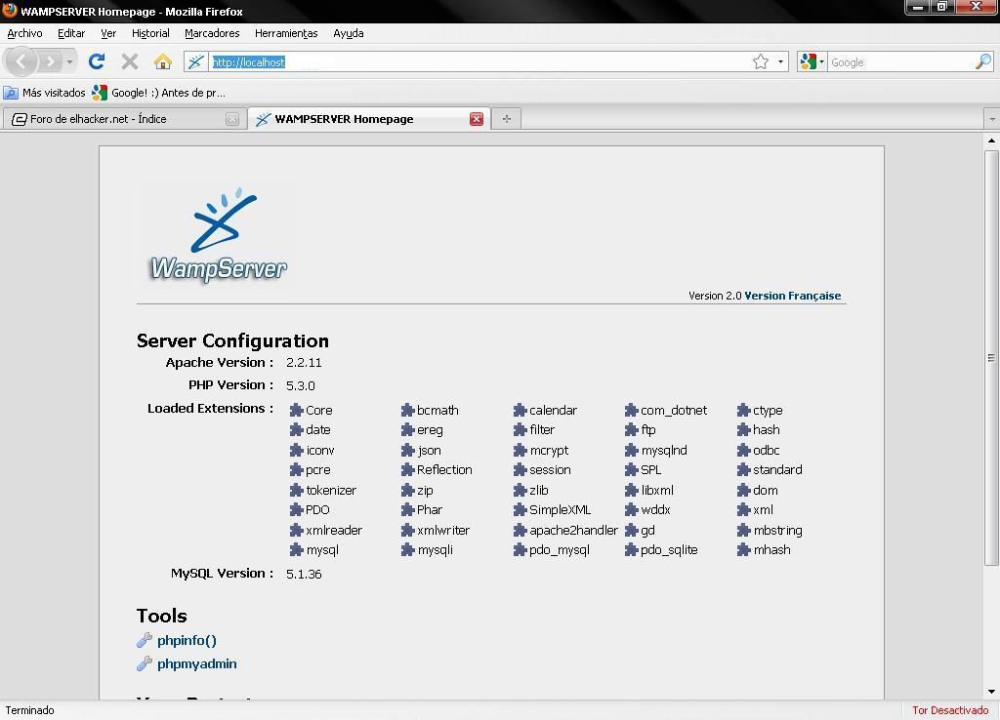 WAMPSERVER Homepage - Mozilla Firefox
Archivo Editar Ver Historial Marcadores Herramientas Ayuda
http://localhost Google
Más visitados Google! :) Antes de pr...
Foro de elhacker.net - Índice WAMPSERVER Homepage
WampServer
Version 2.0 Version Française
Server Configuration
Apache Version : 2.2.11
PHP Version : 5.3.0
Loaded Extensions : Core bcmath calendar com_dotnet ctype
date ereg filter ftp hash
iconv json mcrypt mysqlnd odbc
pcre Reflection session SPL standard
tokenizer zip zlib libxml dom
PDO Phar SimpleXML wddx xml
xmlreader xmlwriter apache2handler gd mbstring
mysql mysqli pdo_mysql pdo_sqlite mhash
MySQL Version : 5.1.36
Tools
phpinfo()
phpmyadmin
Terminado Tor Desactivado